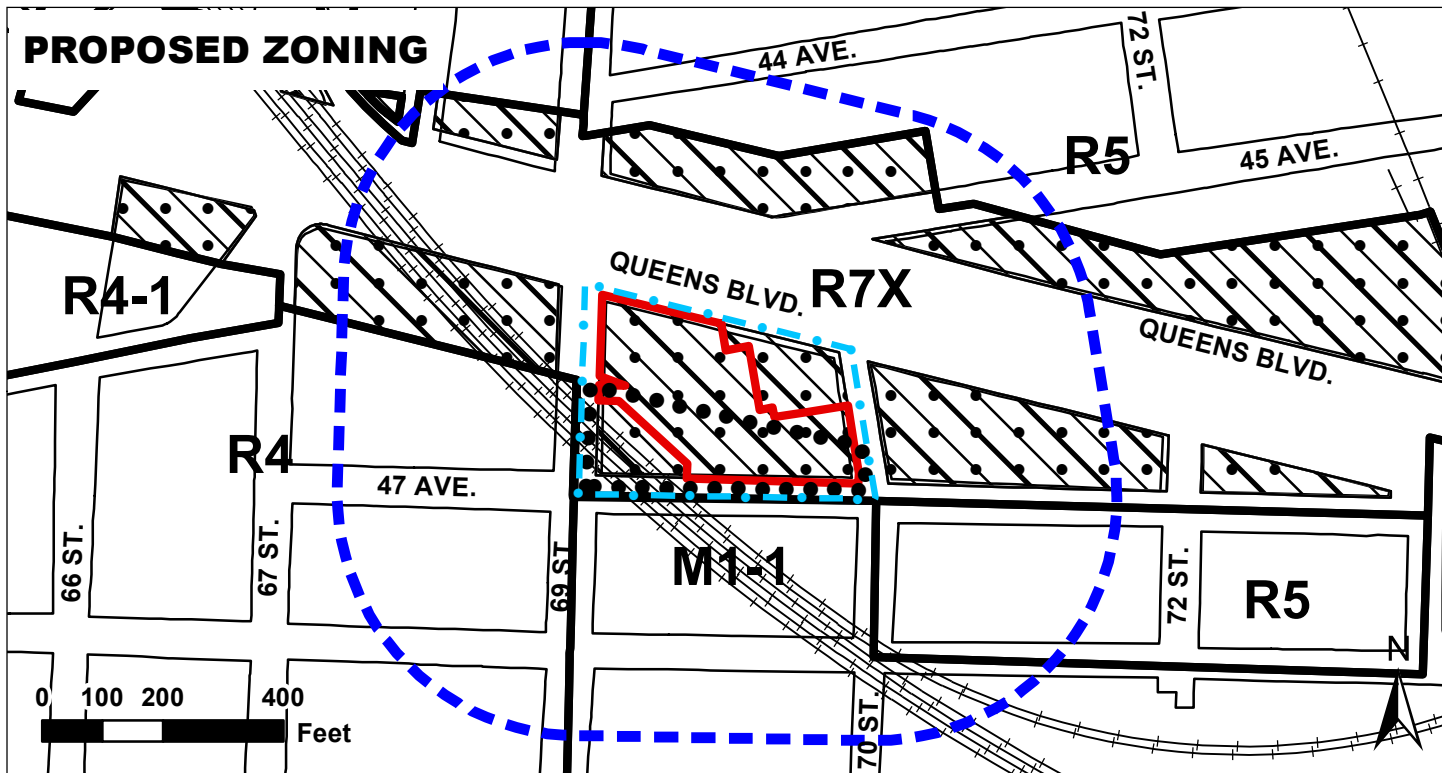 PROPOSED ZONING
44 AVE.
72 ST.
R5
45 AVE.
QUEENS BLVD.
R7X
R4-1
QUEENS BLVD.
R4
47 AVE.
66 ST.
67 ST.
69 ST
M1-1
72 ST.
R5
N
0 100 200 400
Feet
70 ST.